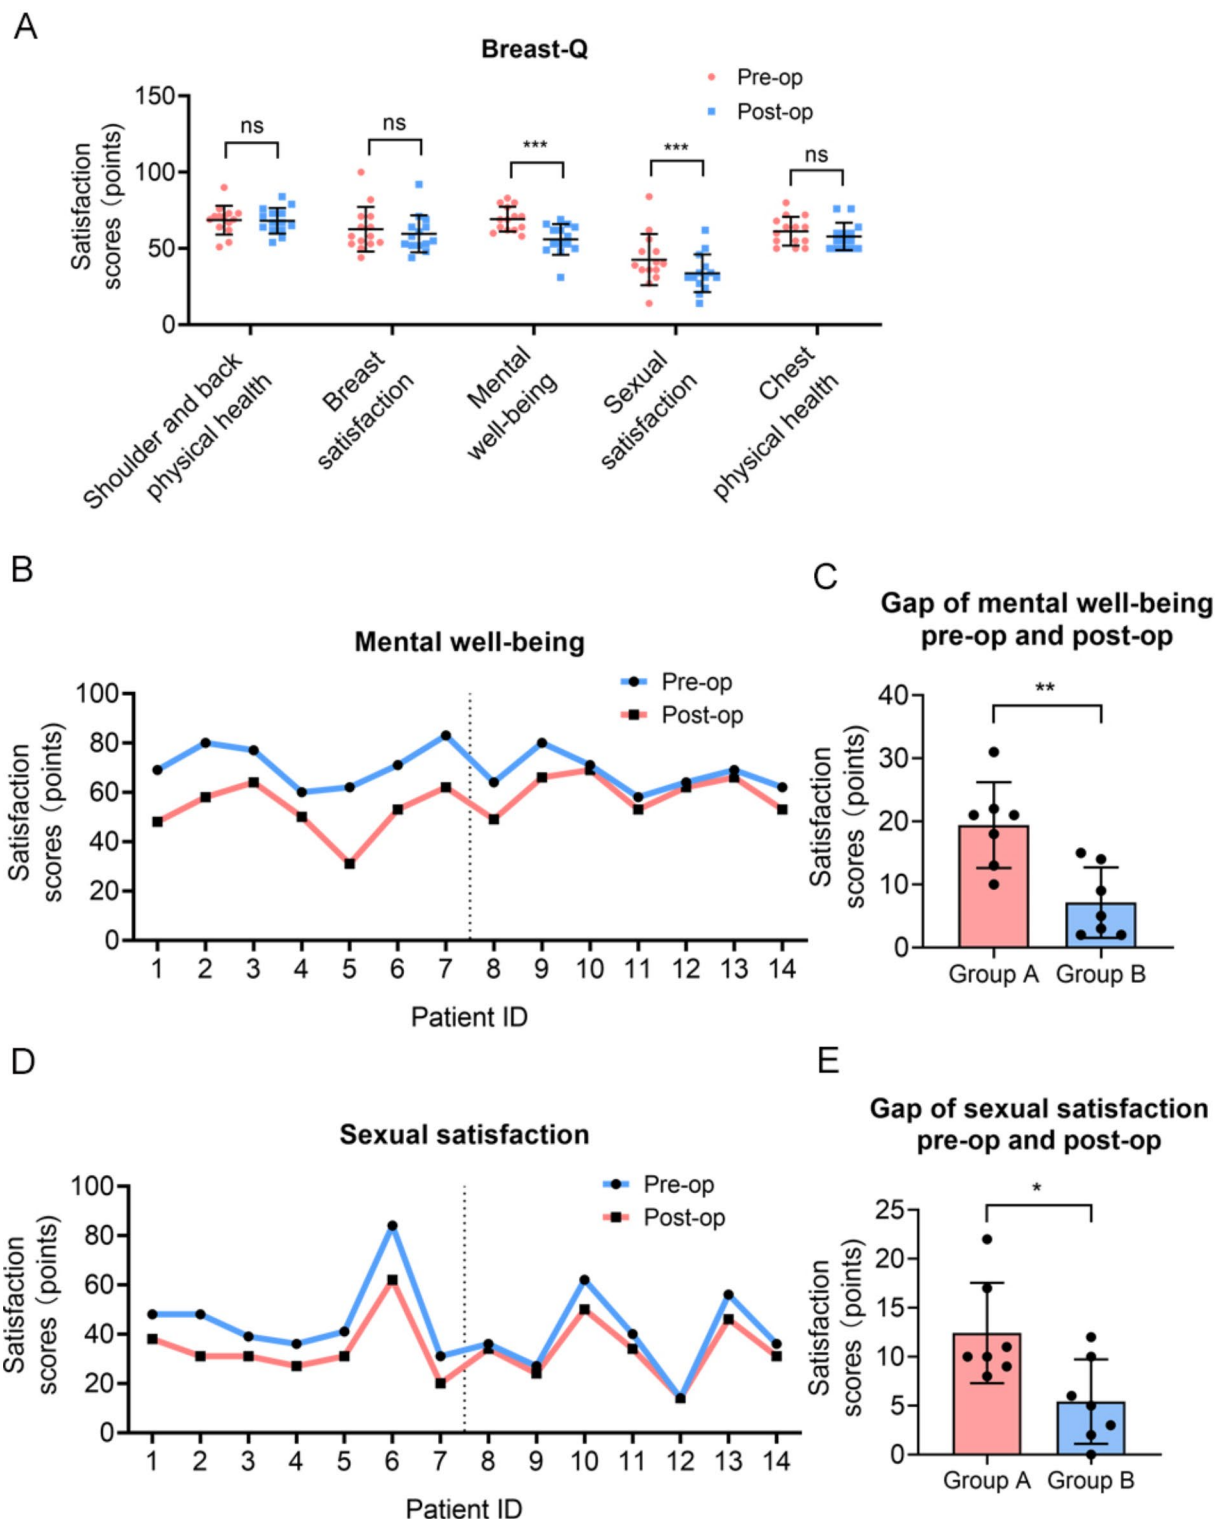 A
Breast-Q
Pre-op
Post-op
Satisfaction
scores (points)
150
100
50
0
ns
ns
***
***
ns
Shoulder and back
physical health
Breast
satisfaction
Mental
well-being
Sexual
satisfaction
Chest
physical health
B
Mental well-being
Pre-op
Post-op
Satisfaction
scores (points)
100
80
60
40
20
0
1 2 3 4 5 6 7 8 9 10 11 12 13 14
Patient ID
C
Gap of mental well-being
pre-op and post-op
Satisfaction
scores (points)
40
30
20
10
0
**
Group A Group B
D
Sexual satisfaction
Pre-op
Post-op
Satisfaction
scores (points)
100
80
60
40
20
0
1 2 3 4 5 6 7 8 9 10 11 12 13 14
Patient ID
E
Gap of sexual satisfaction
pre-op and post-op
Satisfaction
scores (points)
25
20
15
10
5
0
*
Group A Group B